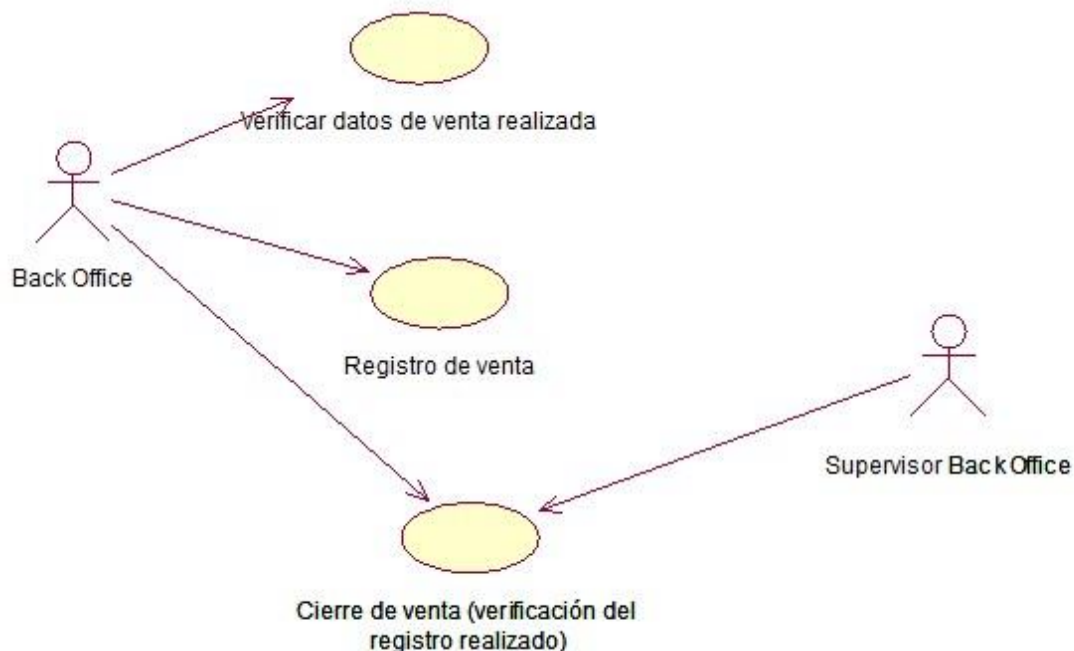 Verificar datos de venta realizada
Back Office
Registro de venta
Supervisor Back Office
Cierre de venta (verificación del
registro realizado)